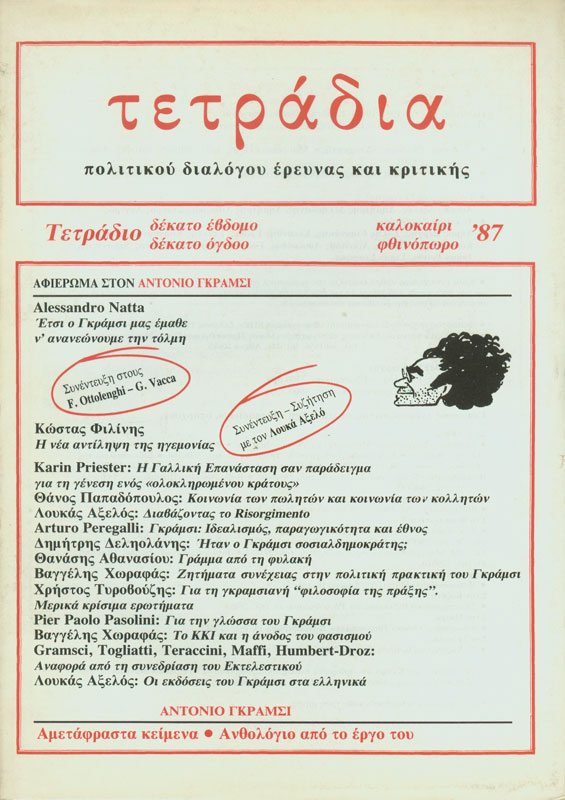 τετράδια
πολιτικού διαλόγου έρευνας και κριτικής
Τετράδιο δέκατο έβδομο
δέκατο όγδοο
καλοκαίρι
φθινόπωρο '87
ΑΦΙΕΡΩΜΑ ΣΤΟΝ ΑΝΤΟΝΙΟ ΓΚΡΑΜΣΙ
Alessandro Natta
Έτσι ο Γκράμσι μας έμαθε
ν' ανανεώνουμε την τόλμη
Συνέντευξη στους
F. Ottolenghi – G. Vacca
Συνέντευξη – Συζήτηση
με τον Λουκά Αξελό
Κώστας Φιλίνης
Η νέα αντίληψη της ηγεμονίας
Karin Priester: Η Γαλλική Επανάσταση σαν παράδειγμα
για τη γένεση ενός «ολοκληρωμένου κράτους»
Θάνος Παπαδόπουλος: Κοινωνία των πωλητών και κοινωνία των κολλητών
Λουκάς Αξελός: Διαβάζοντας το Risorgimento
Arturo Peregalli: Γκράμσι: Ιδεαλισμός, παραγωγικότητα και έθνος
Δημήτρης Δεληολάνης: Ήταν ο Γκράμσι σοσιαλδημοκράτης;
Θανάσης Αθανασίου: Γράμμα από τη φυλακή
Βαγγέλης Χωραφάς: Ζητήματα συνέχειας στην πολιτική πρακτική του Γκράμσι
Χρήστος Τυροβούζης: Για τη γκραμσιανή “φιλοσοφία της πράξης”.
Μερικά κρίσιμα ερωτήματα
Pier Paolo Pasolini: Για την γλώσσα του Γκράμσι
Βαγγέλης Χωραφάς: Το ΚΚΙ και η άνοδος του φασισμού
Gramsci, Togliatti, Teraccini, Maffi, Humbert-Droz:
Αναφορά από τη συνεδρίαση του Εκτελεστικού
Λουκάς Αξελός: Οι εκδόσεις του Γκράμσι στα ελληνικά
ΑΝΤΟΝΙΟ ΓΚΡΑΜΣΙ
Αμετάφραστα κείμενα • Ανθολόγιο από το έργο του